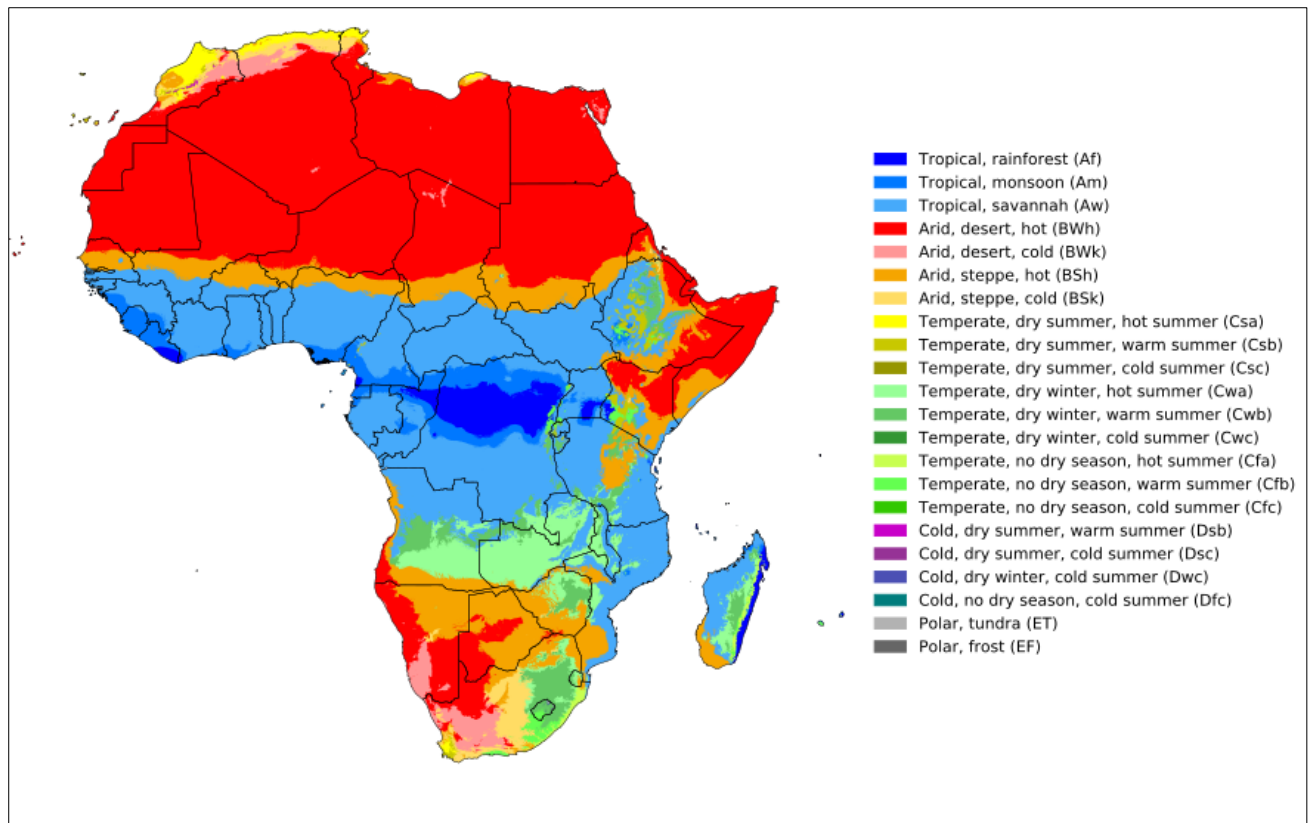 Tropical, rainforest (Af)
Tropical, monsoon (Am)
Tropical, savannah (Aw)
Arid, desert, hot (BWh)
Arid, desert, cold (BWk)
Arid, steppe, hot (BSh)
Arid, steppe, cold (BSk)
Temperate, dry summer, hot summer (Csa)
Temperate, dry summer, warm summer (Csb)
Temperate, dry summer, cold summer (Csc)
Temperate, dry winter, hot summer (Cwa)
Temperate, dry winter, warm summer (Cwb)
Temperate, dry winter, cold summer (Cwc)
Temperate, no dry season, hot summer (Cfa)
Temperate, no dry season, warm summer (Cfb)
Temperate, no dry season, cold summer (Cfc)
Cold, dry summer, warm summer (Dsb)
Cold, dry summer, cold summer (Dsc)
Cold, dry winter, cold summer (Dwc)
Cold, no dry season, cold summer (Dfc)
Polar, tundra (ET)
Polar, frost (EF)